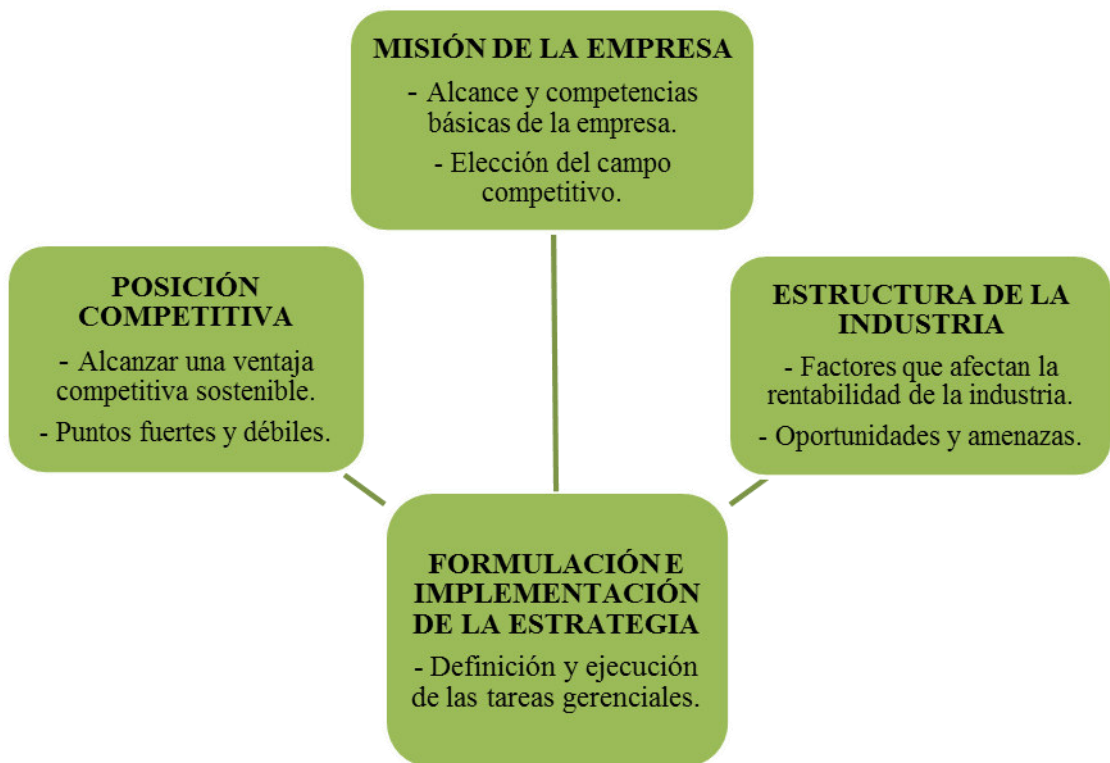 MISIÓN DE LA EMPRESA
- Alcance y competencias
básicas de la empresa.
- Elección del campo
competitivo.
POSICIÓN
COMPETITIVA
- Alcanzar una ventaja
competitiva sostenible.
- Puntos fuertes y débiles.
ESTRUCTURA DE LA
INDUSTRIA
- Factores que afectan la
rentabilidad de la industria.
- Oportunidades y amenazas.
FORMULACIÓN E
IMPLEMENTACIÓN
DE LA ESTRATEGIA
- Definición y ejecución
de las tareas gerenciales.